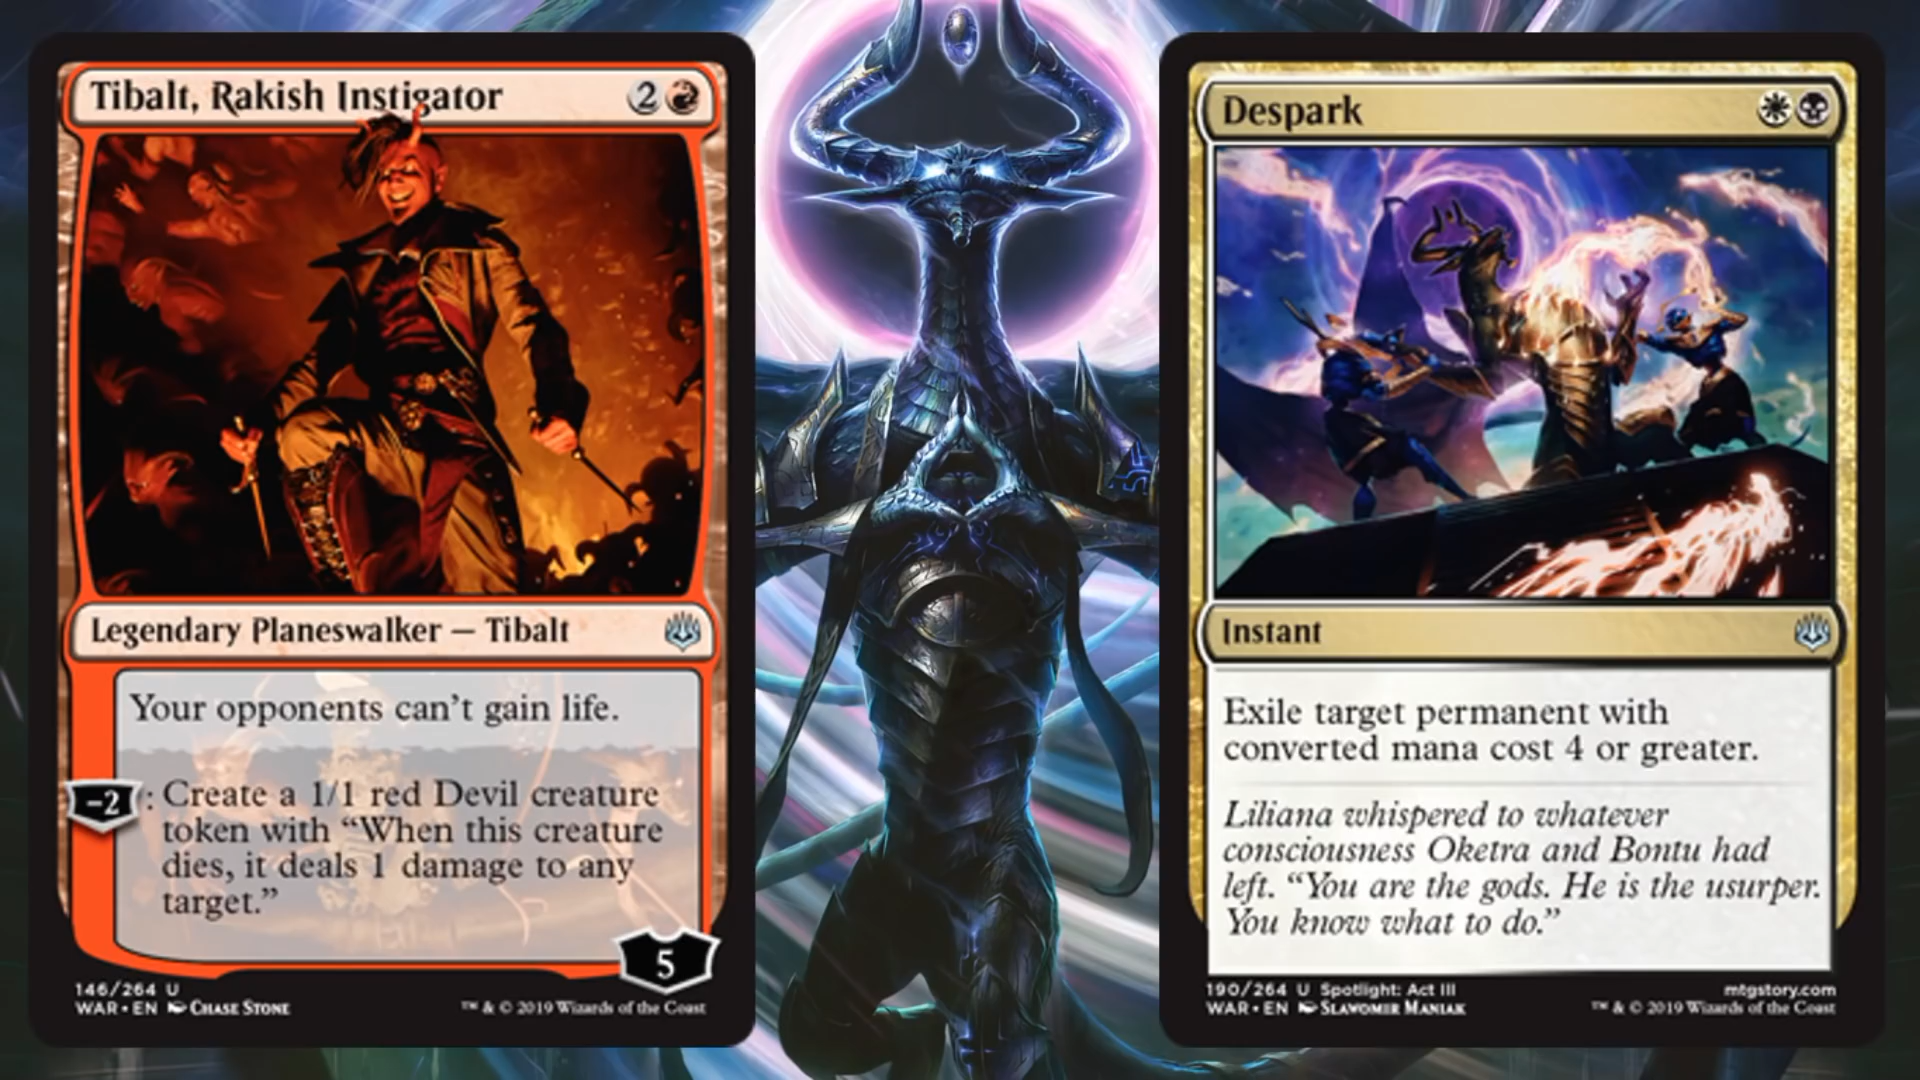 Tibalt, Rakish Instigator
2
Legendary Planeswalker — Tibalt
Your opponents can't gain life.
-2: Create a 1/1 red Devil creature
token with “When this creature
dies, it deals 1 damage to any
target.”
5
146/264 U
WAR • EN Chase Stone
™ & © 2019 Wizards of the Coast
Despark
Instant
Exile target permanent with
converted mana cost 4 or greater.
Liliana whispered to whatever
consciousness Oketra and Bontu had
left. “You are the gods. He is the usurper.
You know what to do.”
190/264 U Spotlight: Act III
mtgstory.com
WAR • EN Slawomir Maniak
™ & © 2019 Wizards of the Coast